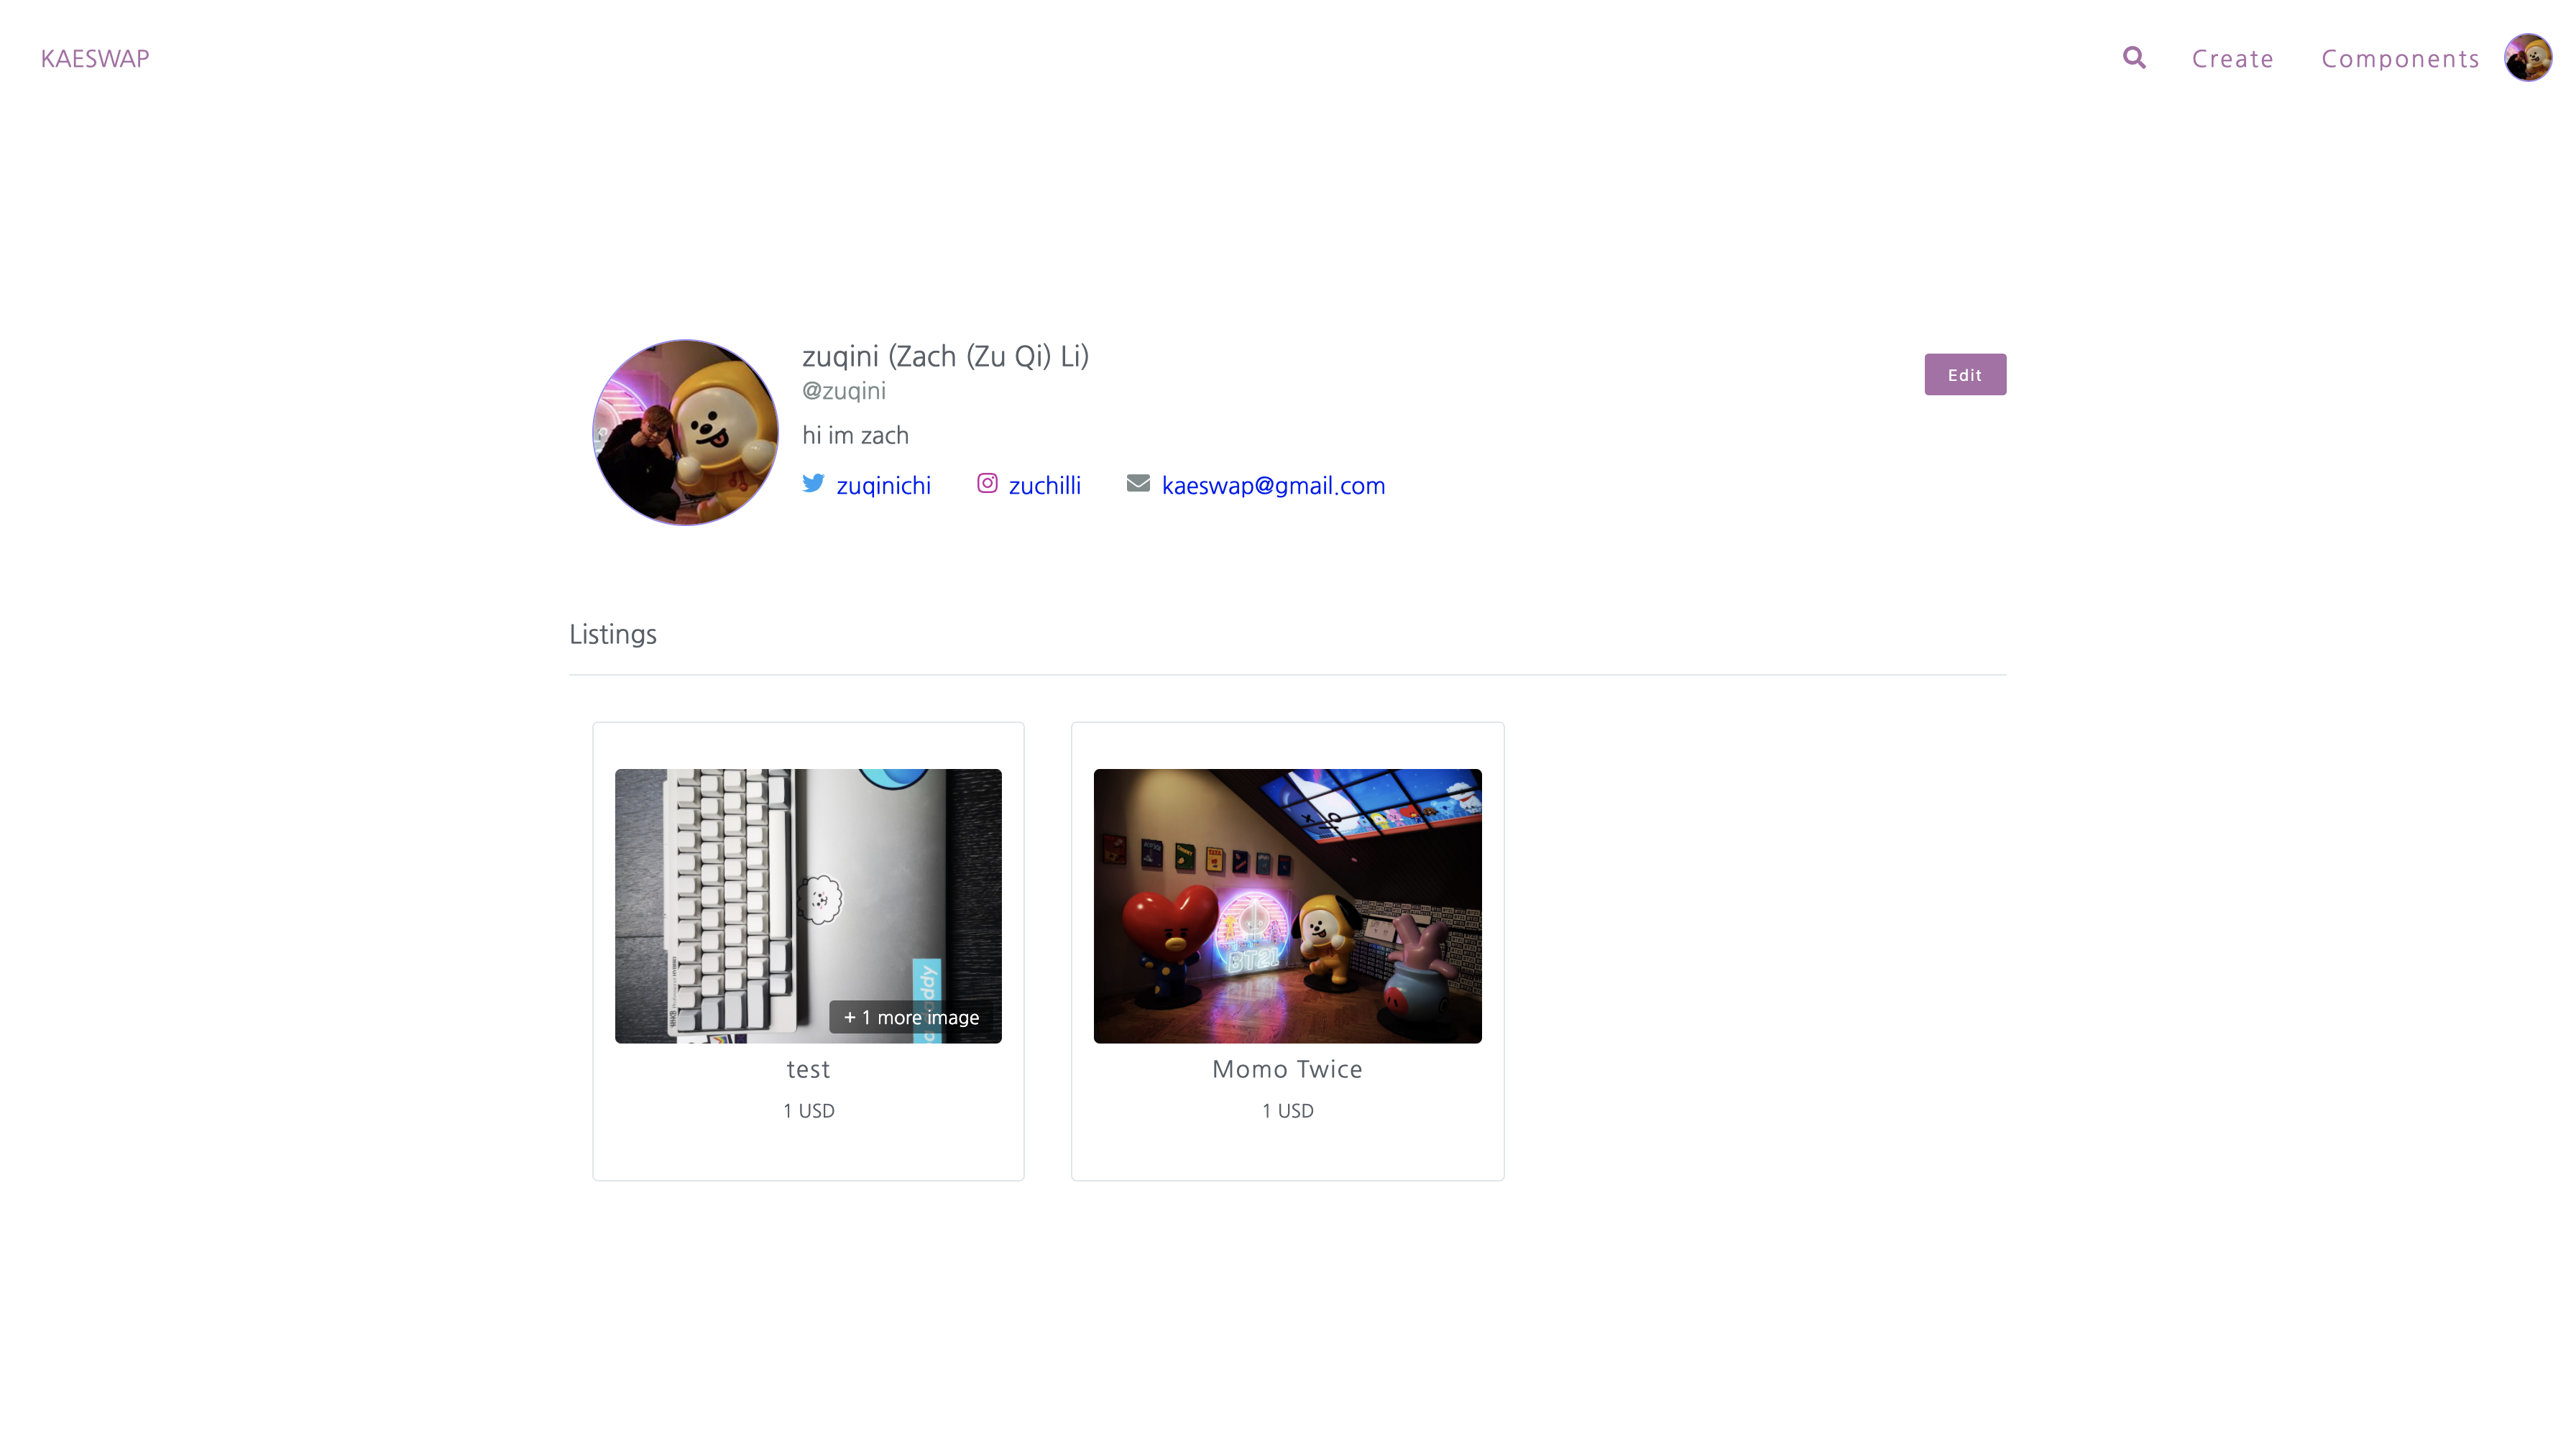 KAESWAP
Create
Components
zuqini (Zach (Zu Qi) Li)
@zuqini
hi im zach
zuqinichi
zuchilli
kaeswap@gmail.com
Edit
Listings
+ 1 more image
test
1 USD
BT21
Momo Twice
1 USD